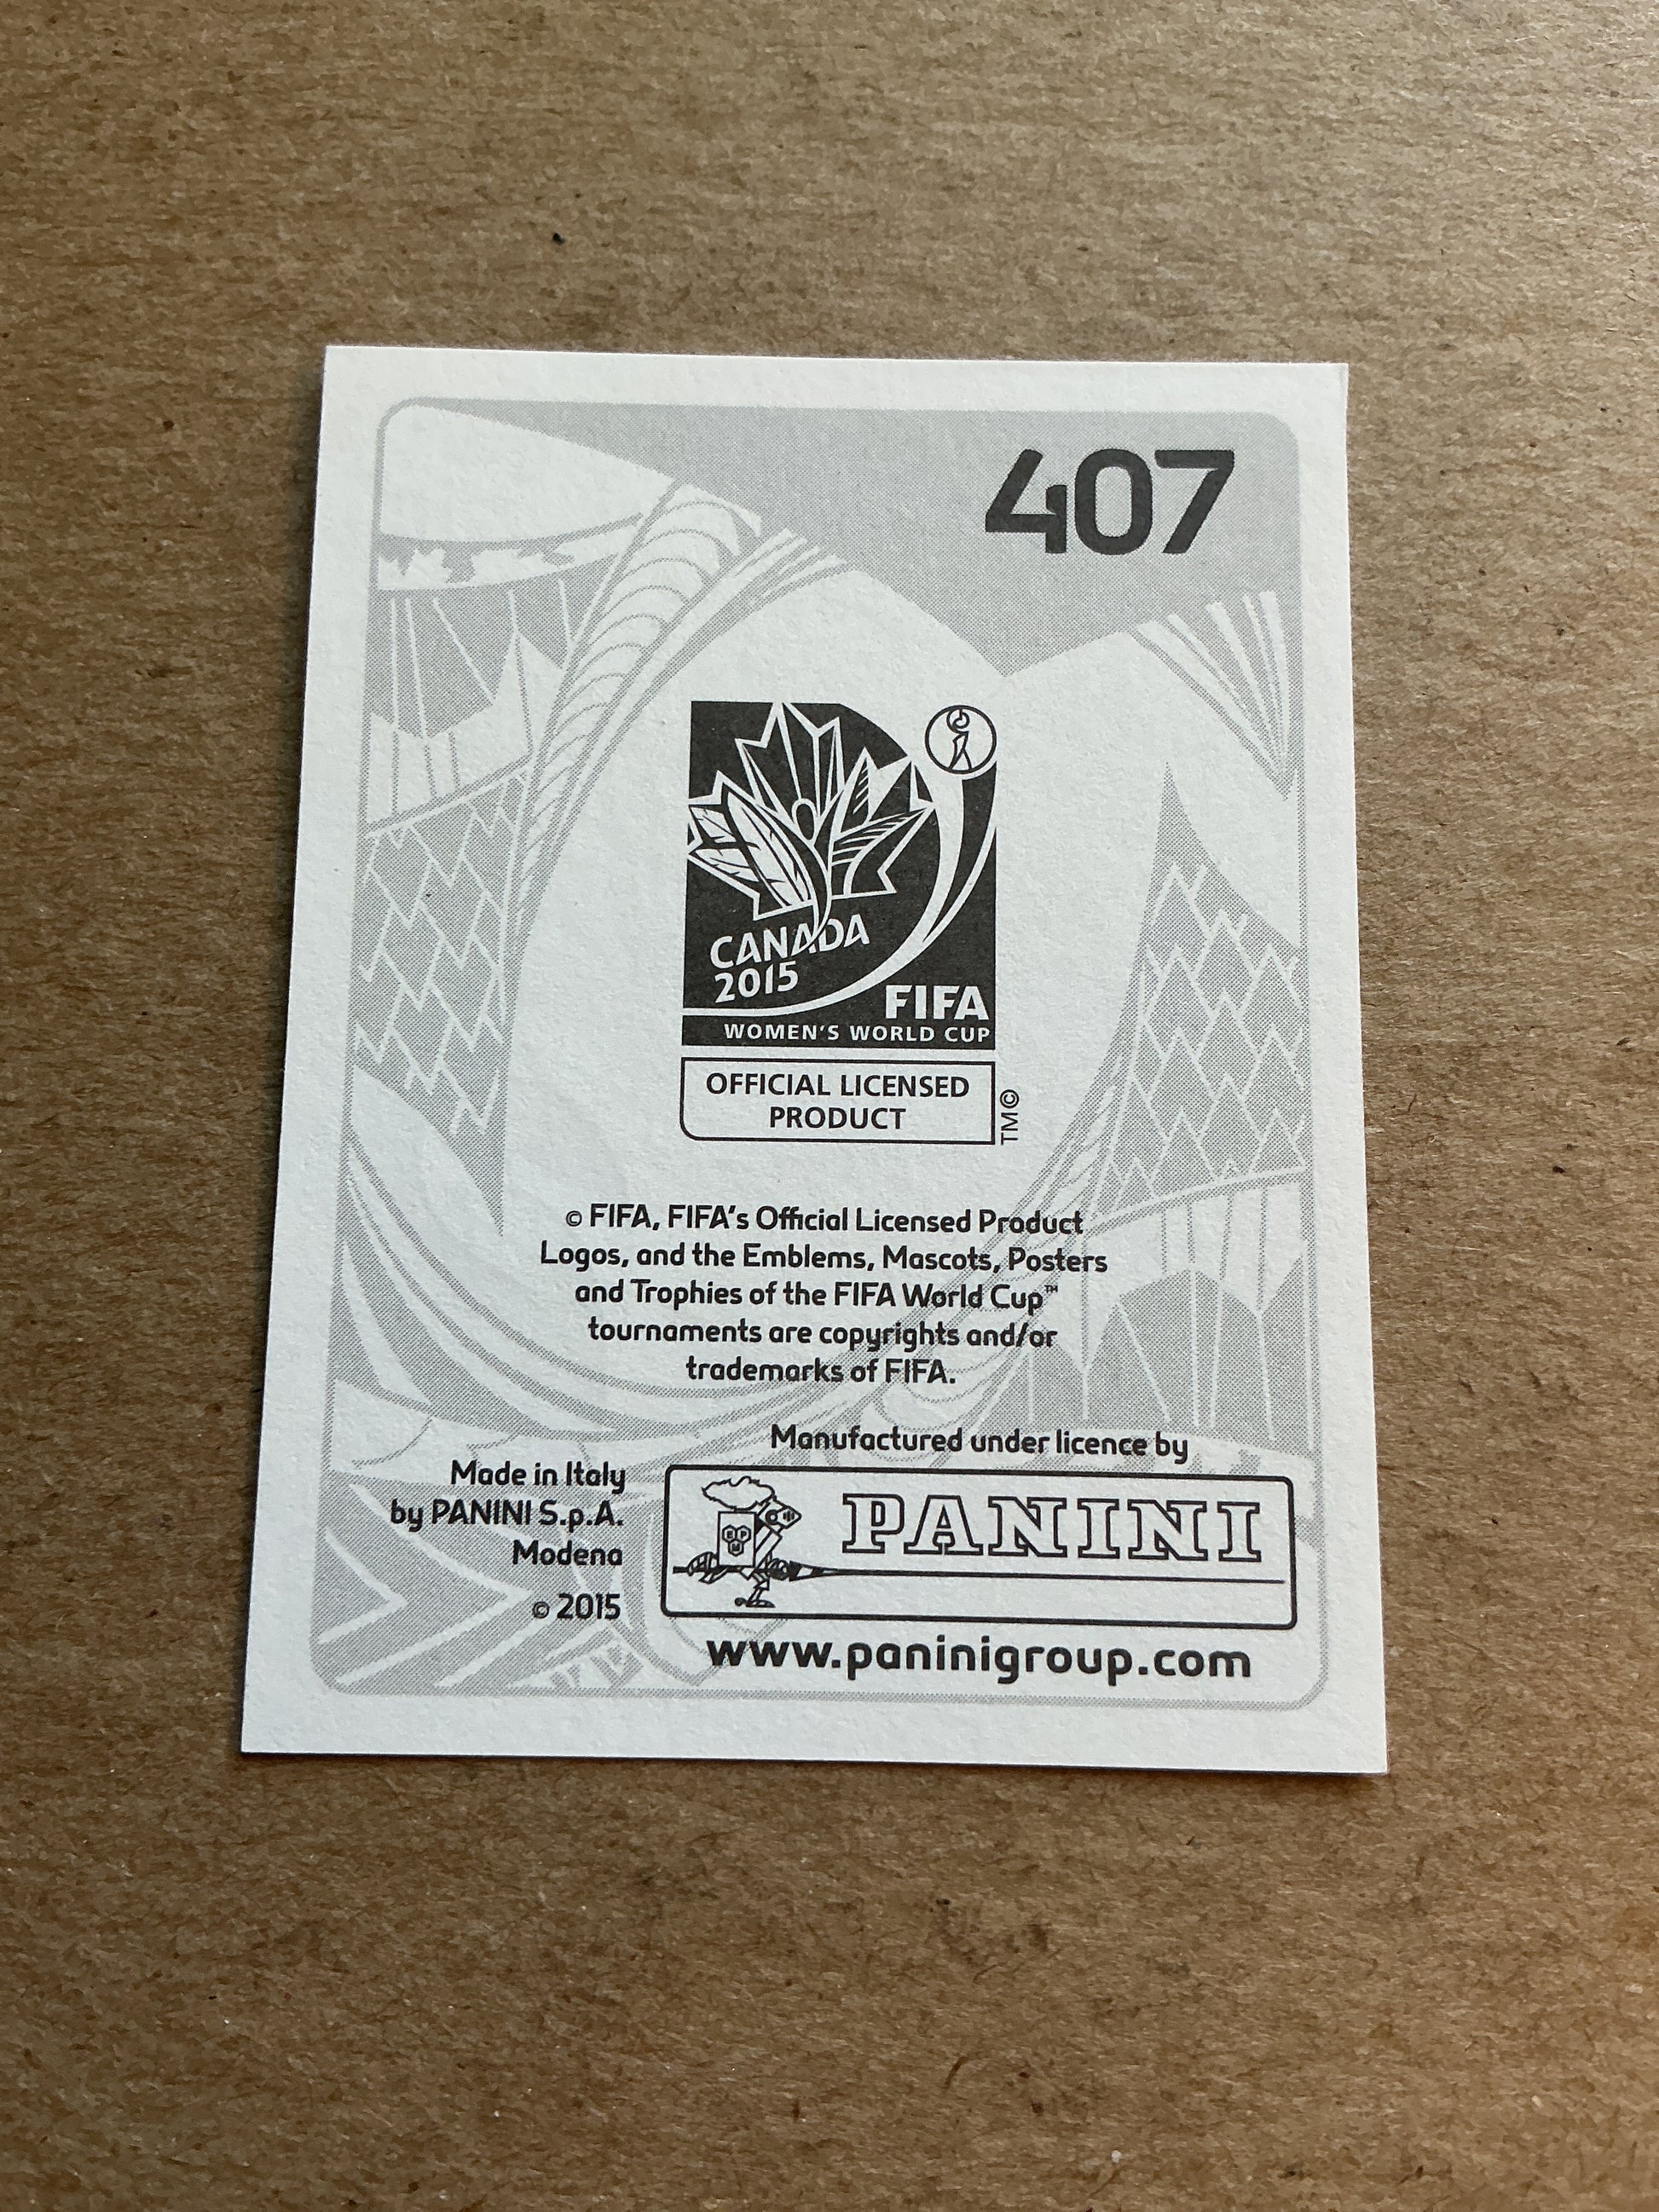 407
CANADA
2015
FIFA
WOMEN'S WORLD CUP
OFFICIAL LICENSED
PRODUCT
TM©
© FIFA, FIFA's Official Licensed Product
Logos, and the Emblems, Mascots, Posters
and Trophies of the FIFA World Cup™
tournaments are copyrights and/or
trademarks of FIFA.
Manufactured under licence by
Made in Italy
by PANINI S.p.A.
Modena
© 2015
PANINI
www.paninigroup.com